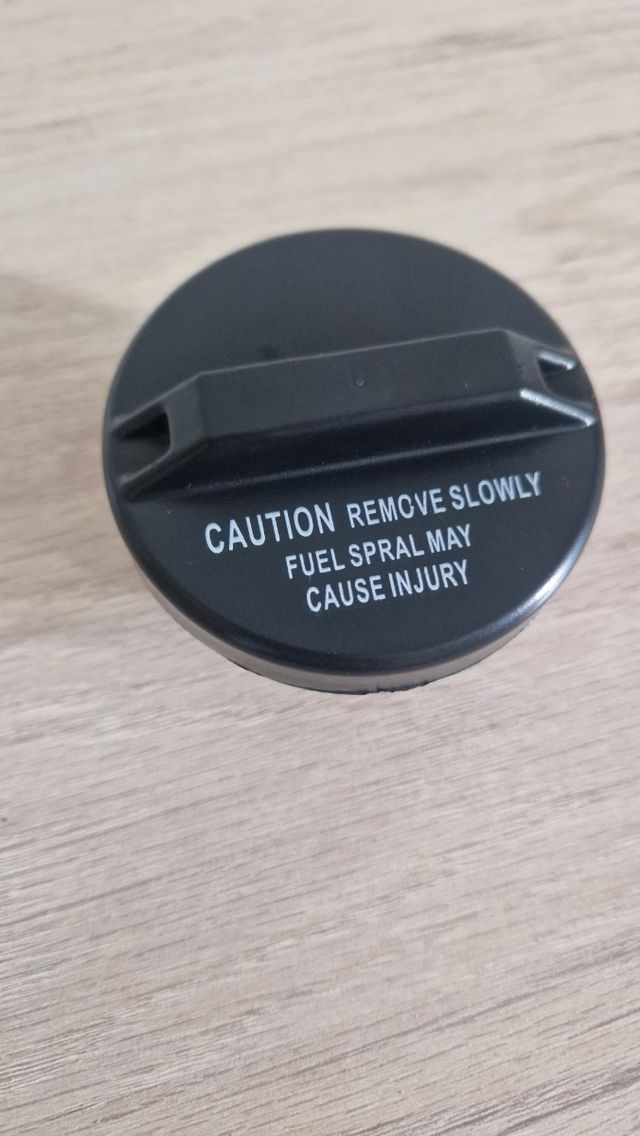 CAUTION REMOVE SLOWLY
FUEL SPRAL MAY
CAUSE INJURY